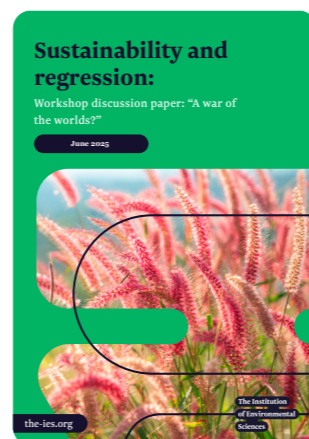 Sustainability and
regression:
Workshop discussion paper: “A war of
the worlds?”
June 2025
The Institution
of Environmental
Sciences
the-ies.org